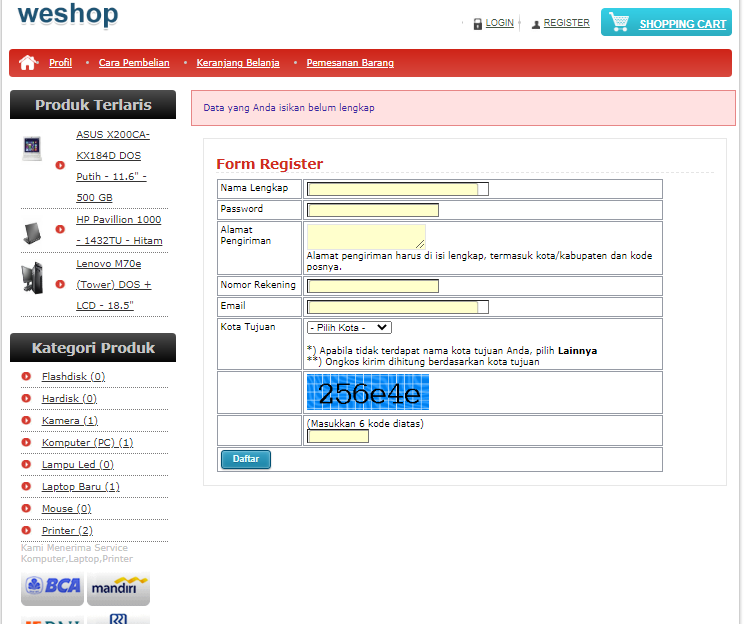 weshop
LOGIN
REGISTER
SHOPPING CART
Profil • Cara Pembelian • Keranjang Belanja • Pemesanan Barang
Produk Terlaris
ASUS X200CA-
KX184D DOS
Putih - 11.6" -
500 GB
HP Pavillion 1000
- 1432TU - Hitam
Lenovo M70e
(Tower) DOS +
LCD - 18.5"
Kategori Produk
Flashdisk (0)
Hardisk (0)
Kamera (1)
Komputer (PC) (1)
Lampu Led (0)
Laptop Baru (1)
Mouse (0)
Printer (2)
Kami Menerima Service
Komputer,Laptop,Printer
BCA
mandiri
BNI
Data yang Anda isikan belum lengkap
Form Register
Nama Lengkap
Password
Alamat
Pengiriman
Alamat pengiriman harus di isi lengkap, termasuk kota/kabupaten dan kode
posnya.
Nomor Rekening
Email
Kota Tujuan
- Pilih Kota -
*) Apabila tidak terdapat nama kota tujuan Anda, pilih Lainnya
**) Ongkos kirim dihitung berdasarkan kota tujuan
256e4e
(Masukkan 6 kode diatas)
Daftar